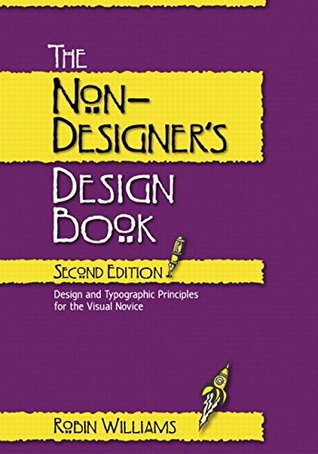 The
Non-
Designer's
Design
Book
Second Edition
Design and Typographic Principles
for the Visual Novice
Robin Williams